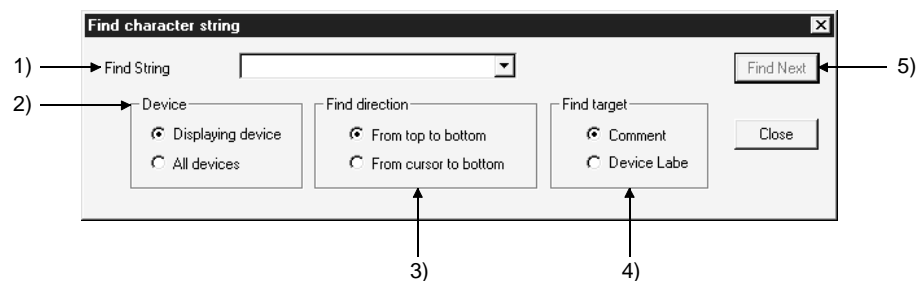 Find character string
1) Find String Find Next 5)
2) Device Find direction Find target
Displaying device From top to bottom Comment Close
All devices From cursor to bottom Device Labe
3) 4)